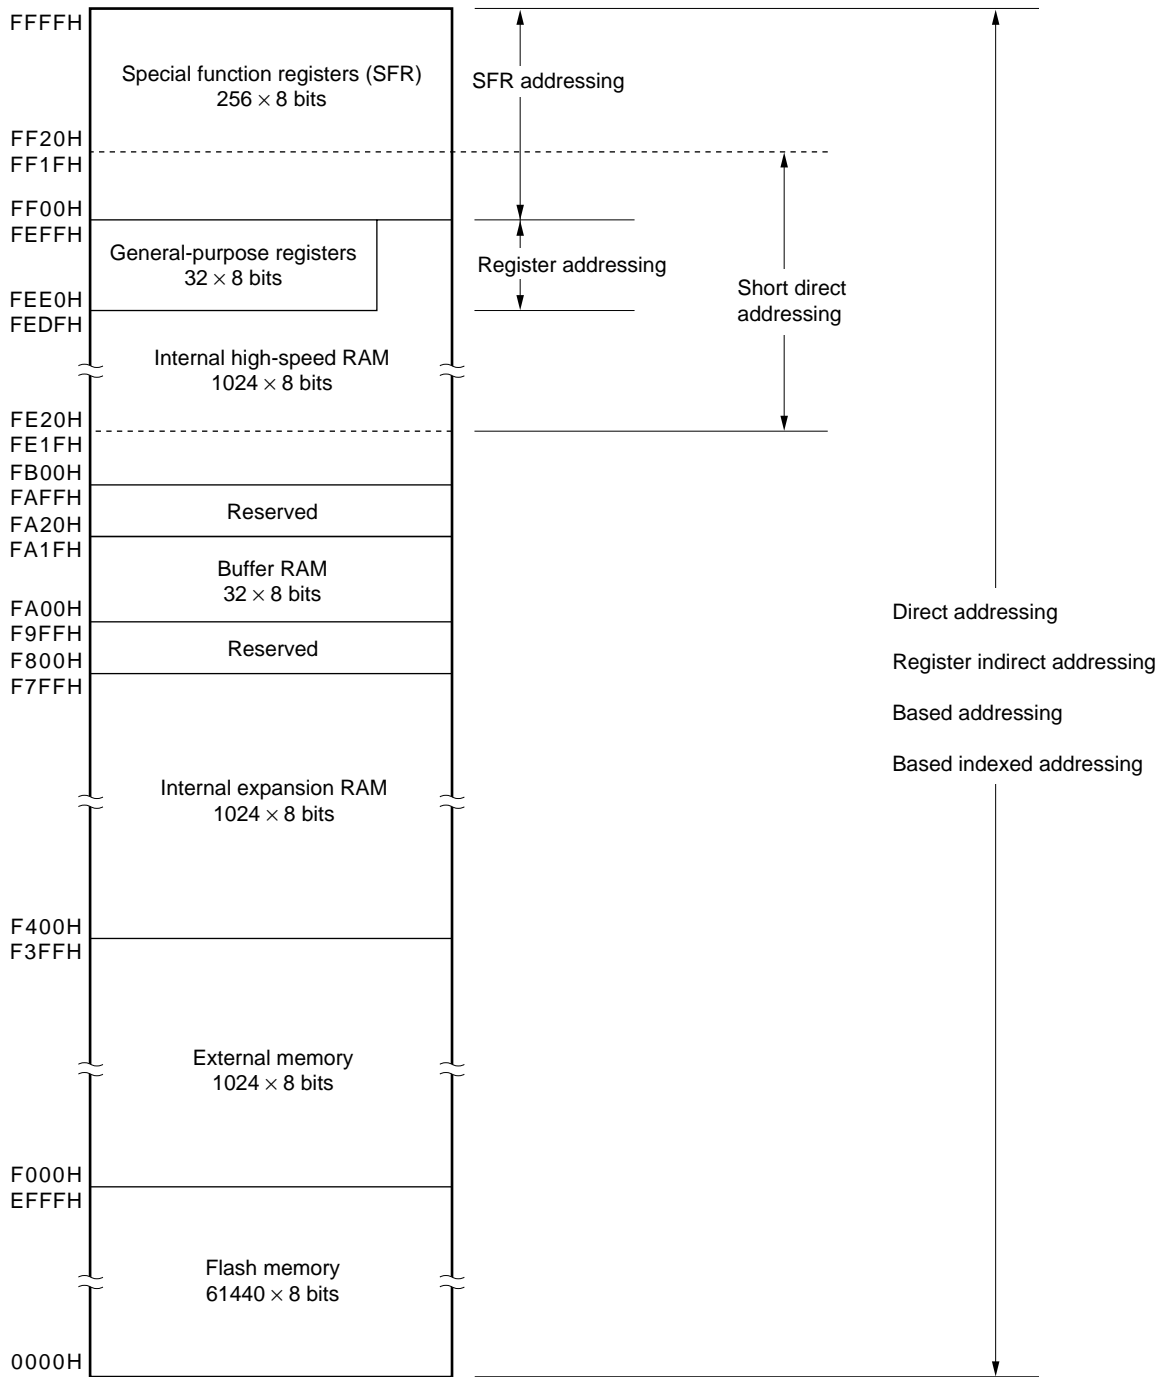 FFFFH
Special function registers (SFR)
256 × 8 bits
SFR addressing
FF20H
FF1FH
FF00H
FEFFH
General-purpose registers
32 × 8 bits
Register addressing
Short direct
addressing
FEE0H
FEDFH
Internal high-speed RAM
1024 × 8 bits
FE20H
FE1FH
FB00H
FAFFH
Reserved
FA20H
FA1FH
Buffer RAM
32 × 8 bits
FA00H
F9FFH
Reserved
F800H
F7FFH
Direct addressing
Register indirect addressing
Based addressing
Based indexed addressing
Internal expansion RAM
1024 × 8 bits
F400H
F3FFH
External memory
1024 × 8 bits
F000H
EFFFH
Flash memory
61440 × 8 bits
0000H